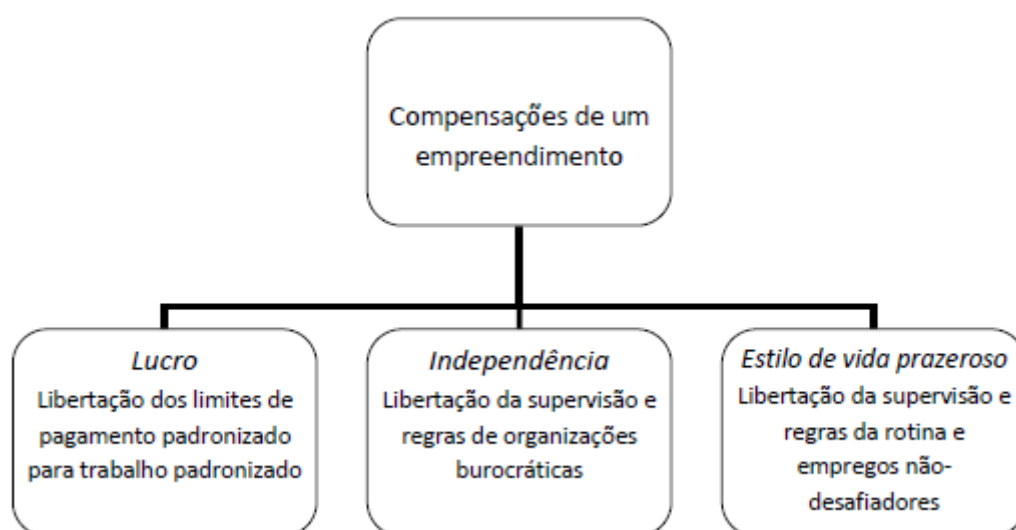 Compensações de um
empreendimento
Lucro
Libertação dos limites de
pagamento padronizado
para trabalho padronizado
Independência
Libertação da supervisão e
regras de organizações
burocráticas
Estilo de vida prazeroso
Libertação da supervisão e
regras da rotina e
empregos não-
desafiadores